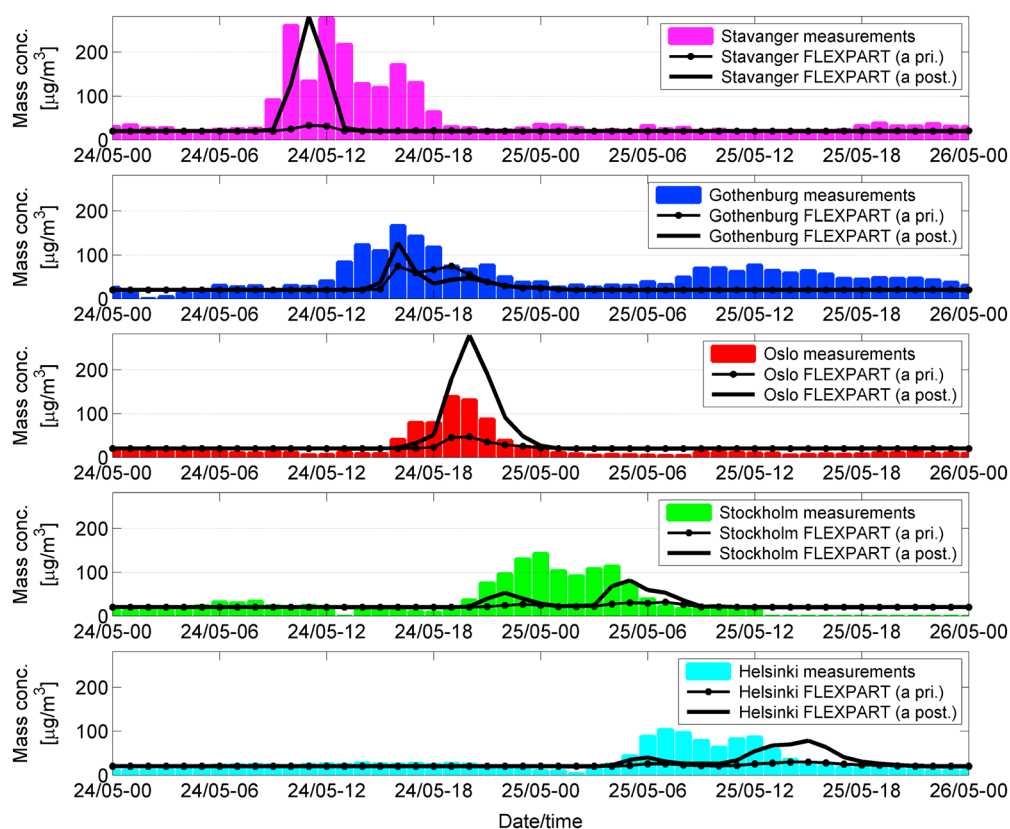 Mass conc.
[µg/m³]
200
100
0
Stavanger measurements
Stavanger FLEXPART (a pri.)
Stavanger FLEXPART (a post.)
24/05-00 24/05-06 24/05-12 24/05-18 25/05-00 25/05-06 25/05-12 25/05-18 26/05-00
Mass conc.
[µg/m³]
200
100
0
Gothenburg measurements
Gothenburg FLEXPART (a pri.)
Gothenburg FLEXPART (a post.)
24/05-00 24/05-06 24/05-12 24/05-18 25/05-00 25/05-06 25/05-12 25/05-18 26/05-00
Mass conc.
[µg/m³]
200
100
0
Oslo measurements
Oslo FLEXPART (a pri.)
Oslo FLEXPART (a post.)
24/05-00 24/05-06 24/05-12 24/05-18 25/05-00 25/05-06 25/05-12 25/05-18 26/05-00
Mass conc.
[µg/m³]
200
100
0
Stockholm measurements
Stockholm FLEXPART (a pri.)
Stockholm FLEXPART (a post.)
24/05-00 24/05-06 24/05-12 24/05-18 25/05-00 25/05-06 25/05-12 25/05-18 26/05-00
Mass conc.
[µg/m³]
200
100
0
Helsinki measurements
Helsinki FLEXPART (a pri.)
Helsinki FLEXPART (a post.)
24/05-00 24/05-06 24/05-12 24/05-18 25/05-00 25/05-06 25/05-12 25/05-18 26/05-00
Date/time